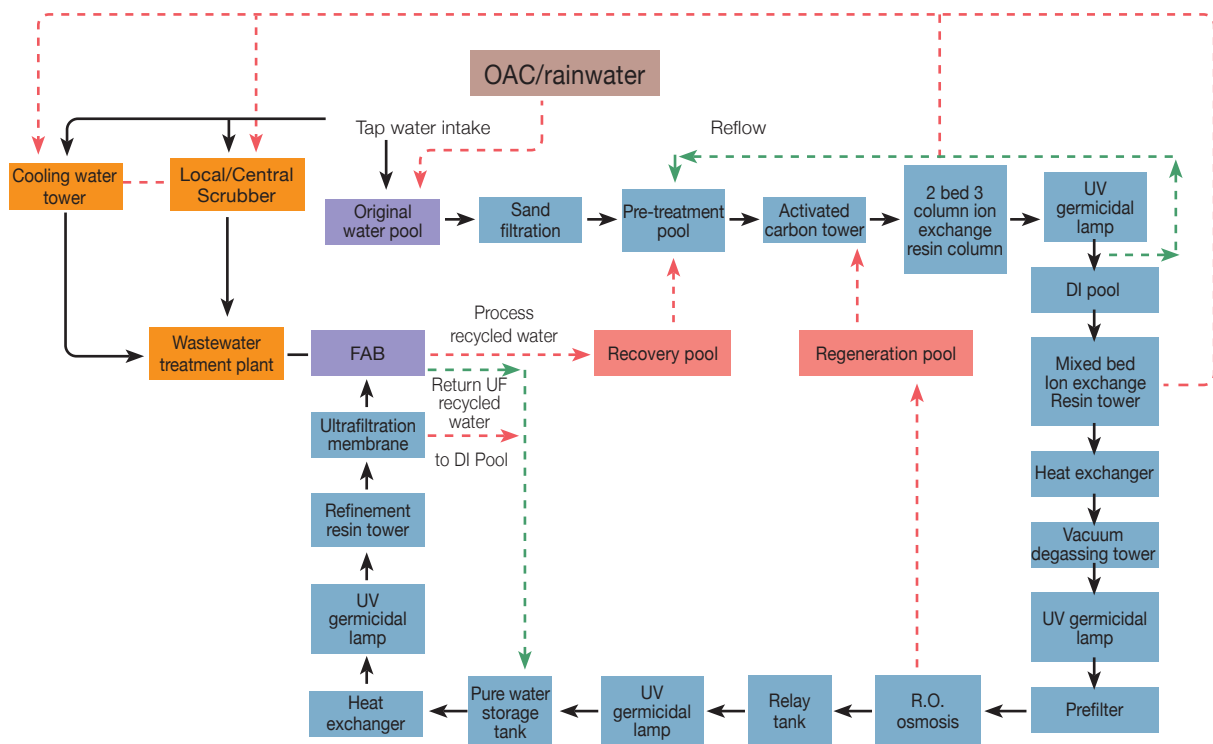 OAC/rainwater
Tap water intake
Reflow
Cooling water
tower
Local/Central
Scrubber
Original
water pool
Sand
filtration
Pre-treatment
pool
Activated
carbon tower
2 bed 3
column ion
exchange
resin column
UV
germicidal
lamp
DI pool
Process
recycled water
Wastewater
treatment plant
FAB
Recovery pool
Regeneration pool
Mixed bed
Ion exchange
Resin tower
Return UF
recycled
water
to DI Pool
Ultrafiltration
membrane
Heat exchanger
Refinement
resin tower
Vacuum
degassing tower
UV
germicidal
lamp
UV germicidal
lamp
Heat
exchanger
Pure water
storage
tank
UV
germicidal
lamp
Relay
tank
R.O.
osmosis
Prefilter